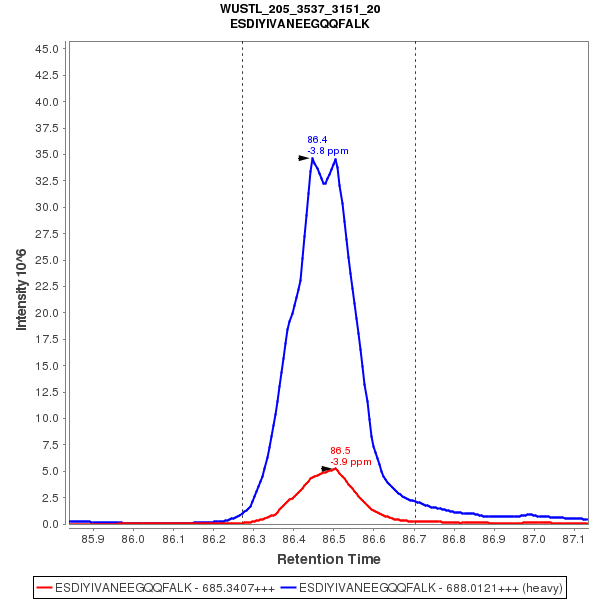 WUSTL_205_3537_3151_20
ESDIYIVANEEGQQFALK
Intensity 10^6
45.0
42.5
40.0
37.5
35.0
32.5
30.0
27.5
25.0
22.5
20.0
17.5
15.0
12.5
10.0
7.5
5.0
2.5
0.0
86.4
-3.8 ppm
86.5
-3.9 ppm
85.9 86.0 86.1 86.2 86.3 86.4 86.5 86.6 86.7 86.8 86.9 87.0 87.1
Retention Time
ESDIYIVANEEGQQFALK - 685.3407+++ ESDIYIVANEEGQQFALK - 688.0121+++ (heavy)